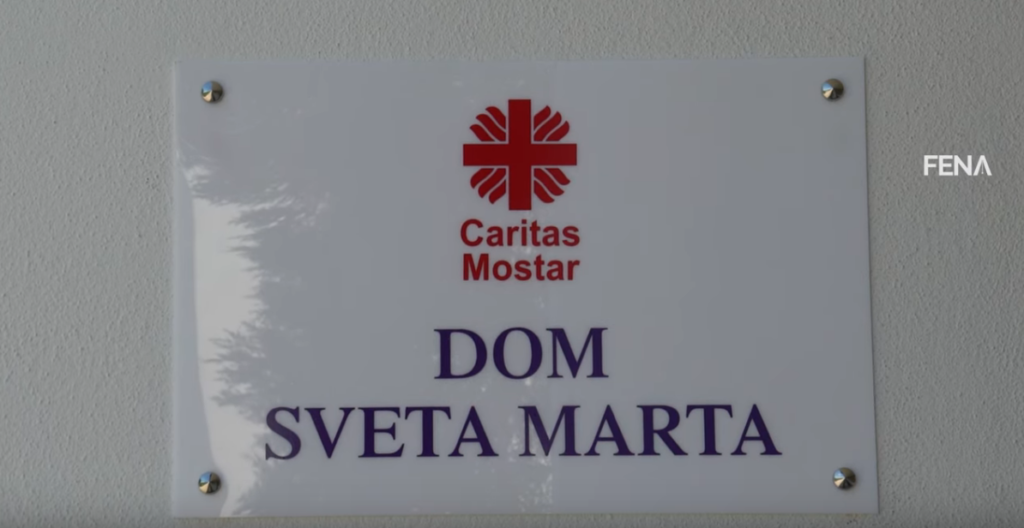 FENA
Caritas
Mostar
DOM
SVETA MARTA